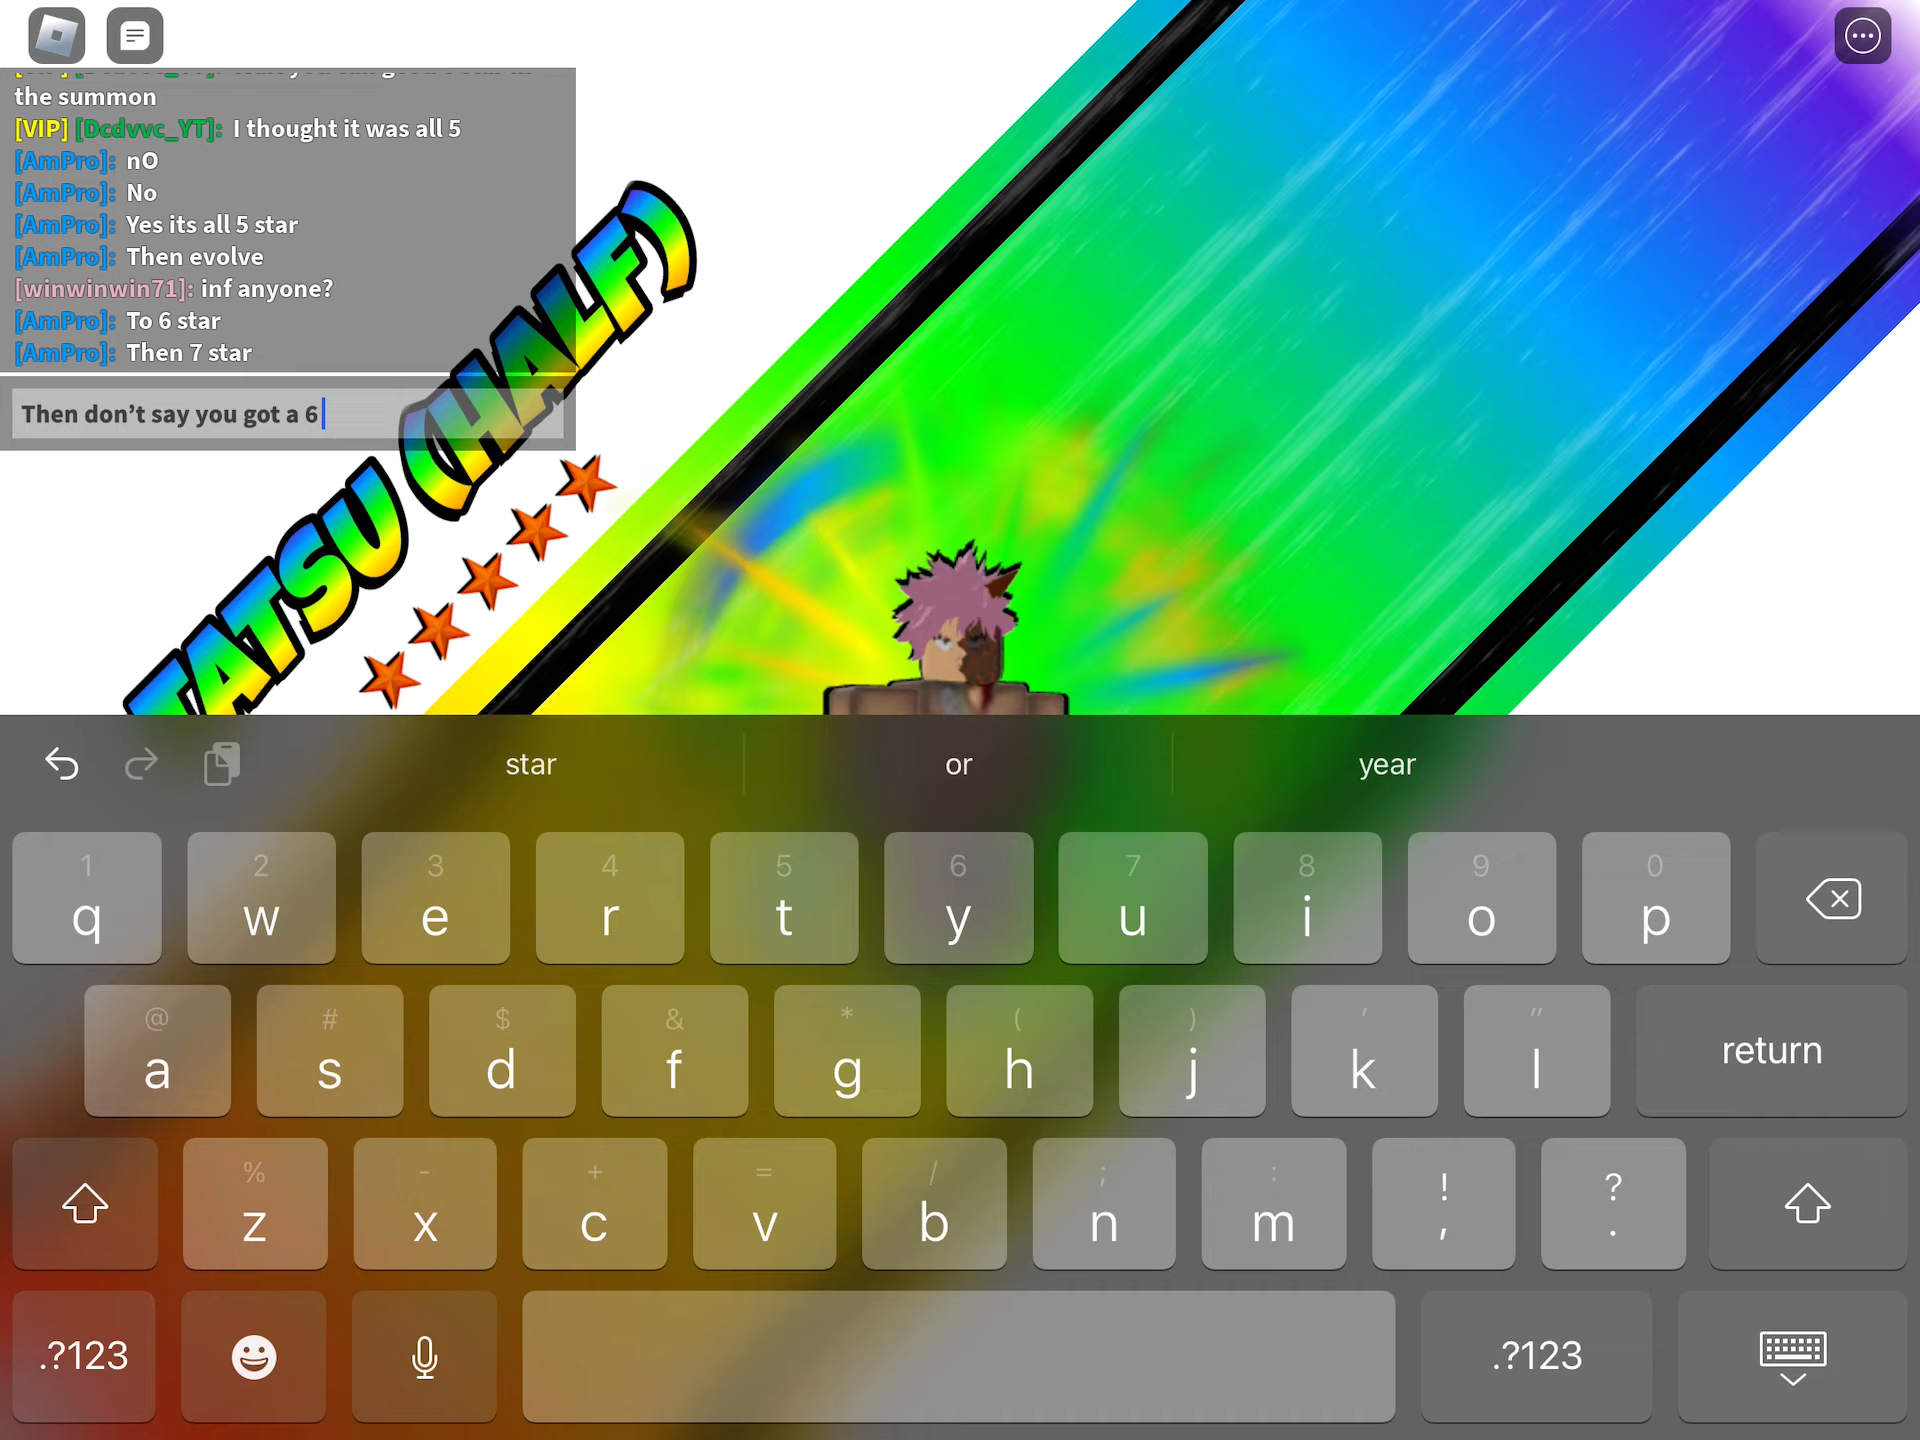 the summon
[VIP] [Dcdvvc_YT]: I thought it was all 5
[AmPro]: nO
[AmPro]: No
[AmPro]: Yes its all 5 star
[AmPro]: Then evolve
[winwinwin71]: inf anyone?
[AmPro]: To 6 star
[AmPro]: Then 7 star
Then don’t say you got a 6
TATSU (HALF)
star or year
1 2 3 4 5 6 7 8 9 0
q w e r t y u i o p
@ # $ & * ( ) ' "
a s d f g h j k l return
% - + = / ; : ! ?
z x c v b n m , .
.?123 .?123